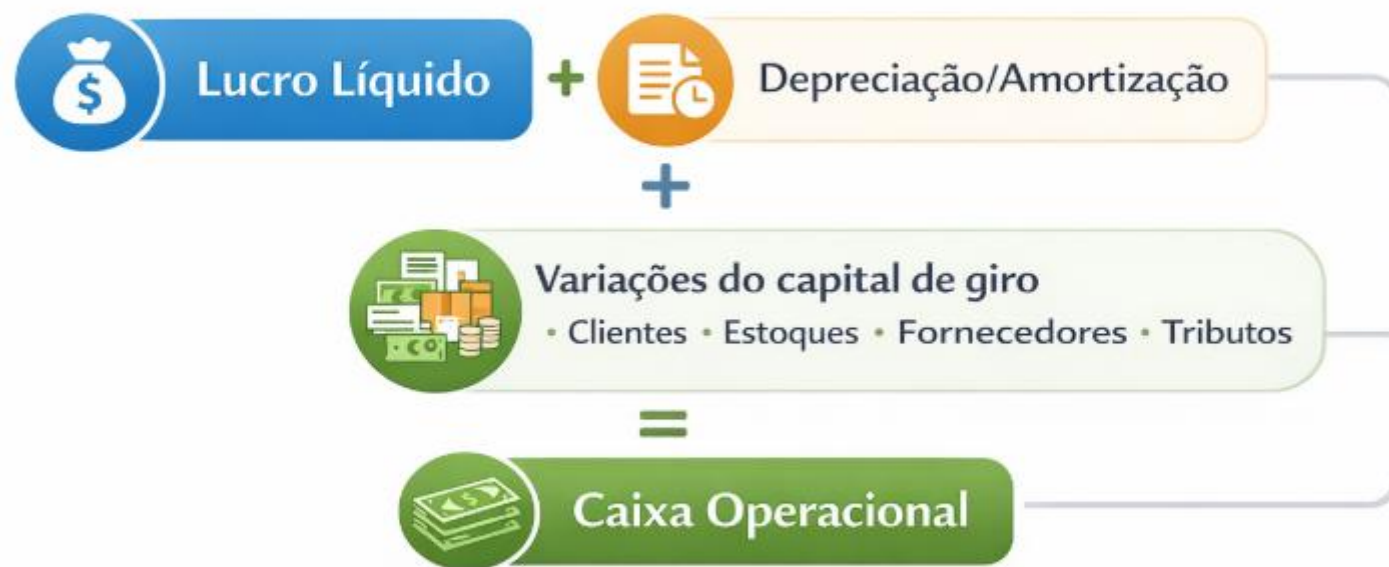 Lucro Líquido + Depreciação/Amortização
+
Variações do capital de giro
• Clientes • Estoques • Fornecedores • Tributos
=
Caixa Operacional